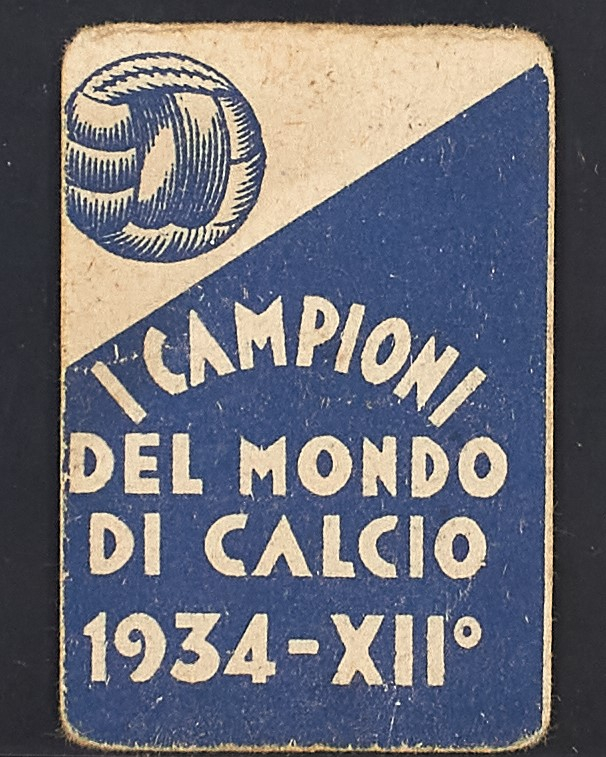 I CAMPIONI
DEL MONDO
DI CALCIO
1934-XII°